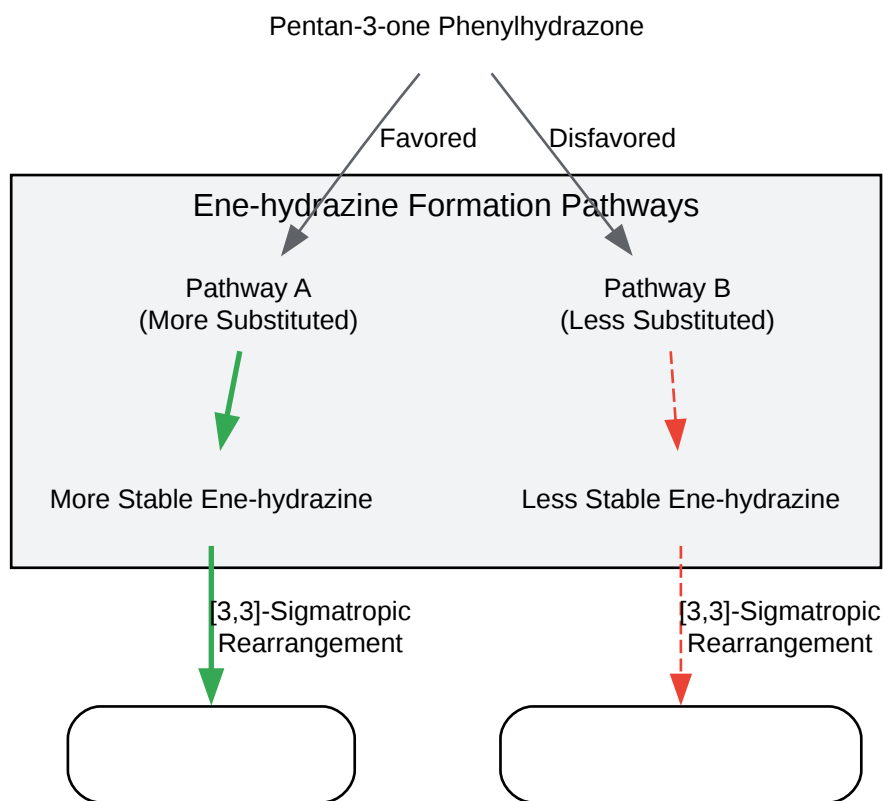 Pentan-3-one Phenylhydrazone
Favored
Disfavored
Ene-hydrazine Formation Pathways
Pathway A
(More Substituted)
Pathway B
(Less Substituted)
More Stable Ene-hydrazine
Less Stable Ene-hydrazine
[3,3]-Sigmatropic
Rearrangement
[3,3]-Sigmatropic
Rearrangement